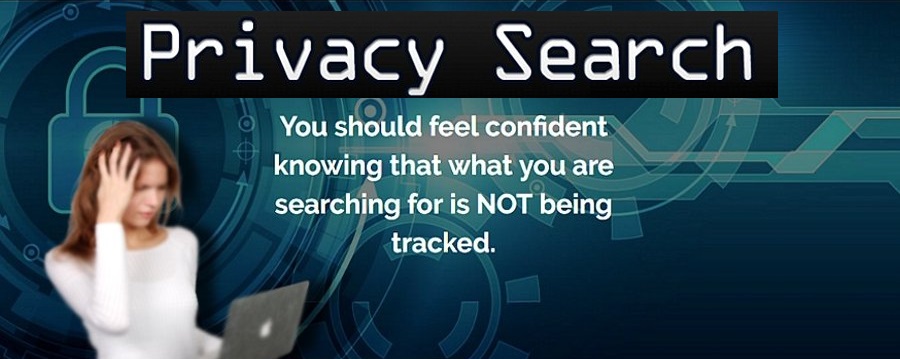 Privacy Search
You should feel confident
knowing that what you are
searching for is NOT being
tracked.